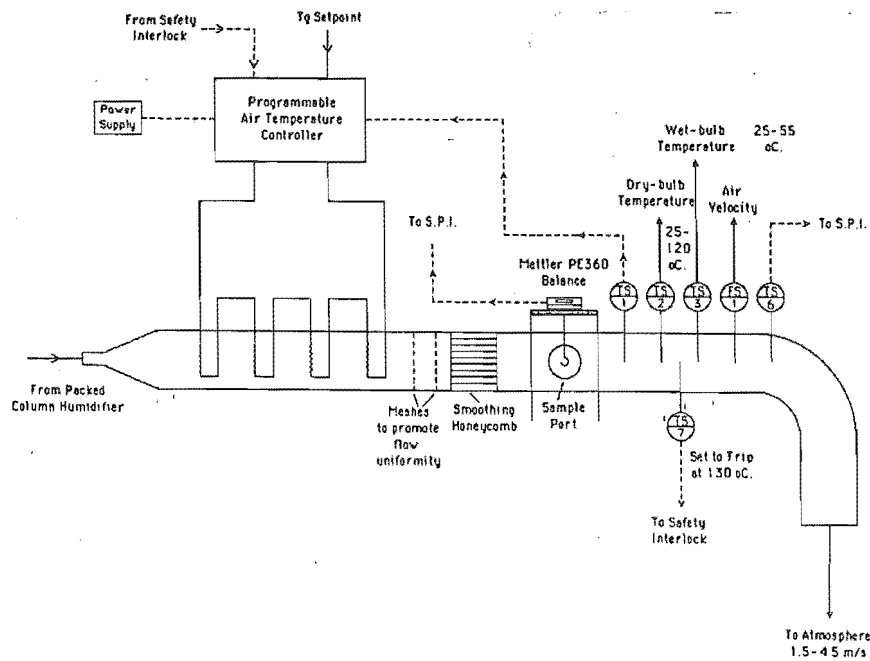 From Safety
Interlock
Tg Setpoint
Power
Supply
Programmable
Air Temperature
Controller
Wet-bulb
Temperature
25-55
oC.
Dry-bulb
Temperature
25-
120
oC.
Air
Velocity
To S.P.I.
To S.P.I.
Mettler PE360
Balance
TS
1
TS
2
TS
3
FS
1
TS
6
From Packed
Column Humidifier
Meshes
to promote
flow
uniformity
Smoothing
Honeycomb
Sample
Port
TS
7
Set to Trip
at 130 oC.
To Safety
Interlock
To Atmosphere
1.5-4.5 m/s